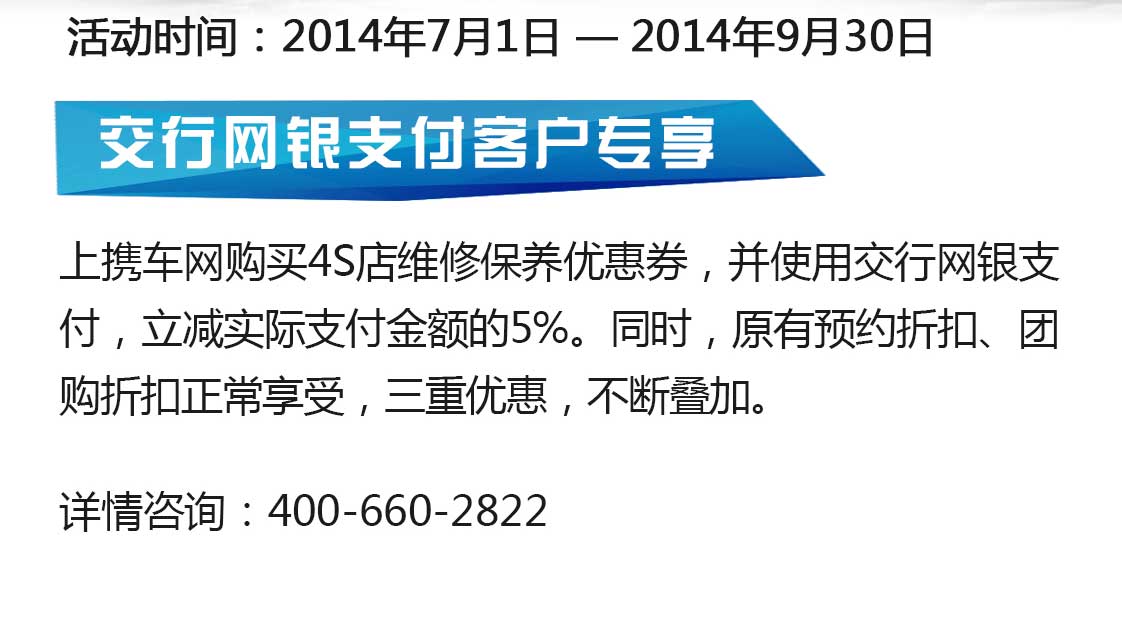 活动时间：2014年7月1日 — 2014年9月30日
交行网银支付客户专享
上携车网购买4S店维修保养优惠券，并使用交行网银支
付，立减实际支付金额的5%。同时，原有预约折扣、团
购折扣正常享受，三重优惠，不断叠加。
详情咨询：400-660-2822